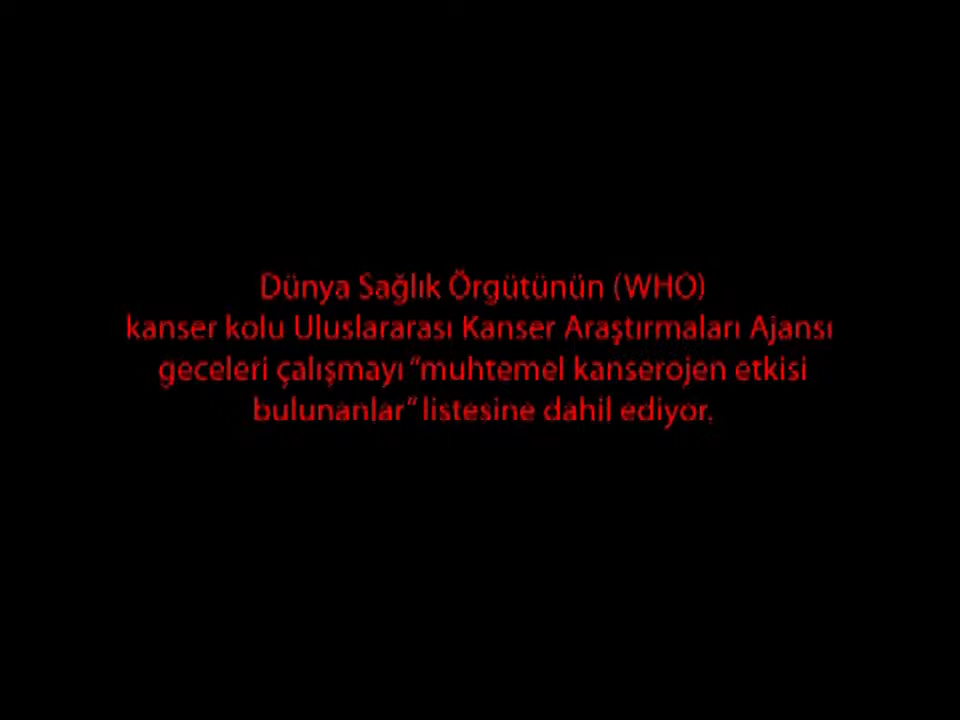 Dünya Sağlık Örgütünün (WHO)
kanser kolu Uluslararası Kanser Araştırmaları Ajansı
geceleri çalışmayı “muhtemel kanserojen etkisi
bulunanlar” listesine dahil ediyor.